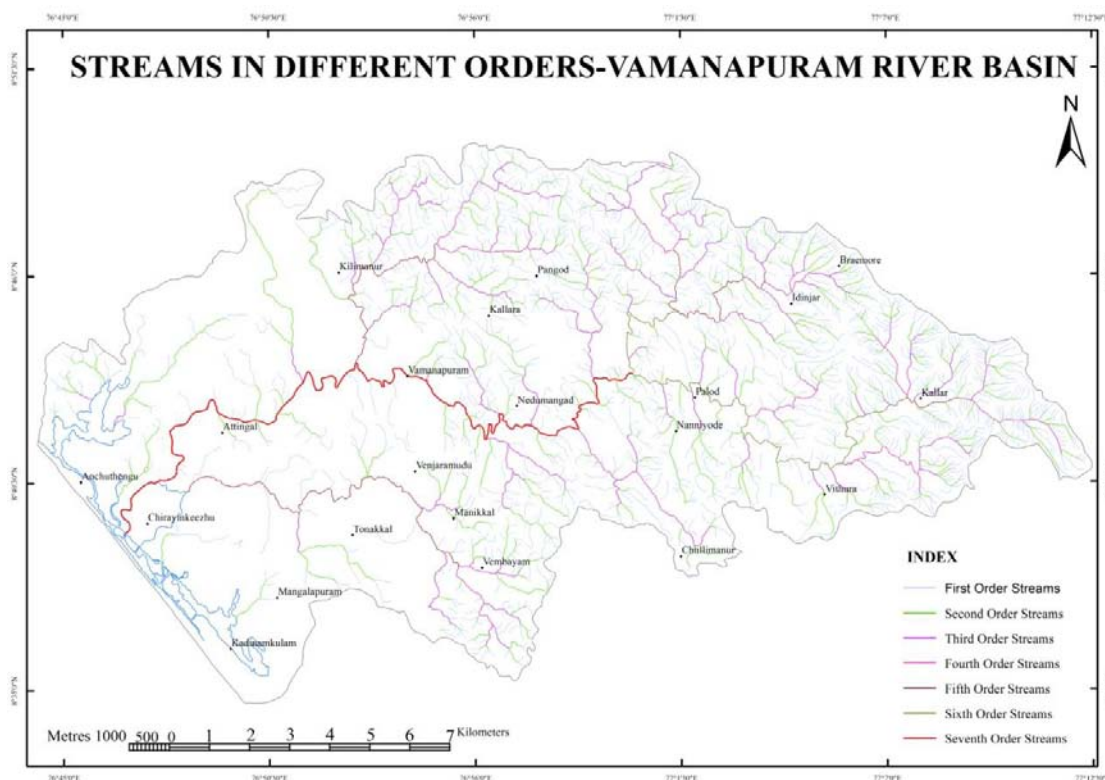 STREAMS IN DIFFERENT ORDERS-VAMANAPURAM RIVER BASIN
N
Braemore
Kilimanur
Pangod
Idinjar
Kallara
Vamanapuram
Palod
Kallar
Nedumangad
Attingal
Nanniyode
Venjaramudu
Anchuthengu
Vithura
Manikkal
Chirayinkeezhu
Tonakkal
Chullimanur
Vembayam
Mangalapuram
Kadinamkulam
INDEX
First Order Streams
Second Order Streams
Third Order Streams
Fourth Order Streams
Fifth Order Streams
Sixth Order Streams
Seventh Order Streams
Metres 1000 500 0 1 2 3 4 5 6 7 Kilometers